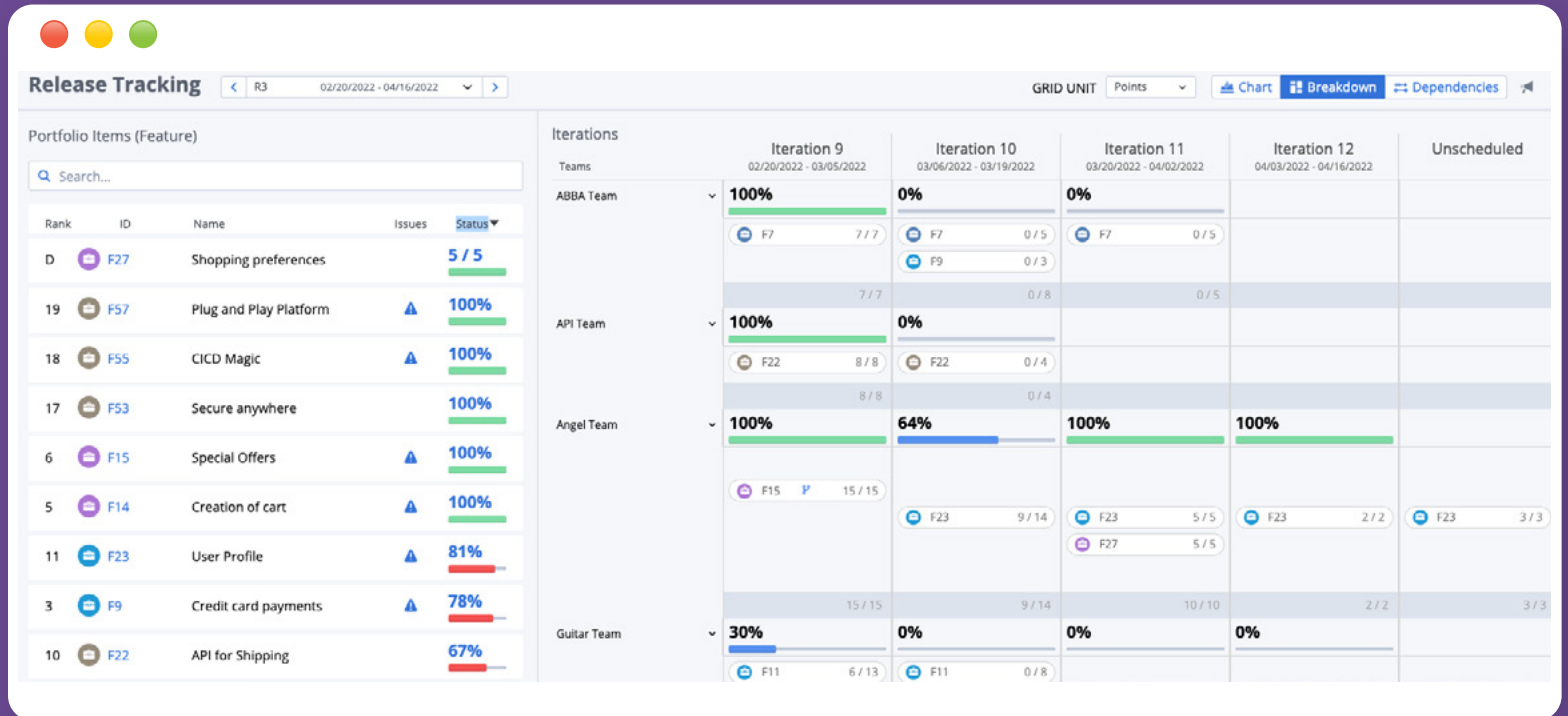 Release Tracking R3 02/20/2022 - 04/16/2022 GRID UNIT Points Chart Breakdown Dependencies
Portfolio Items (Feature)
Search...
Rank ID Name Issues Status
D F27 Shopping preferences 5 / 5
19 F57 Plug and Play Platform 100%
18 F55 CICD Magic 100%
17 F53 Secure anywhere 100%
6 F15 Special Offers 100%
5 F14 Creation of cart 100%
11 F23 User Profile 81%
3 F9 Credit card payments 78%
10 F22 API for Shipping 67%
Iterations
Teams
Iteration 9 Iteration 10 Iteration 11 Iteration 12 Unscheduled
02/20/2022 - 03/05/2022 03/06/2022 - 03/19/2022 03/20/2022 - 04/02/2022 04/03/2022 - 04/16/2022
ABBA Team 100% 0% 0%
F7 7 / 7 F7 0 / 5 F7 0 / 5
F9 0 / 3
7 / 7 0 / 8 0 / 5
API Team 100% 0%
F22 8 / 8 F22 0 / 4
8 / 8 0 / 4
Angel Team 100% 64% 100% 100%
F15 15 / 15
F23 9 / 14 F23 5 / 5 F23 2 / 2 F23 3 / 3
F27 5 / 5
15 / 15 9 / 14 10 / 10 2 / 2 3 / 3
Guitar Team 30% 0% 0% 0%
F11 6 / 13 F11 0 / 8